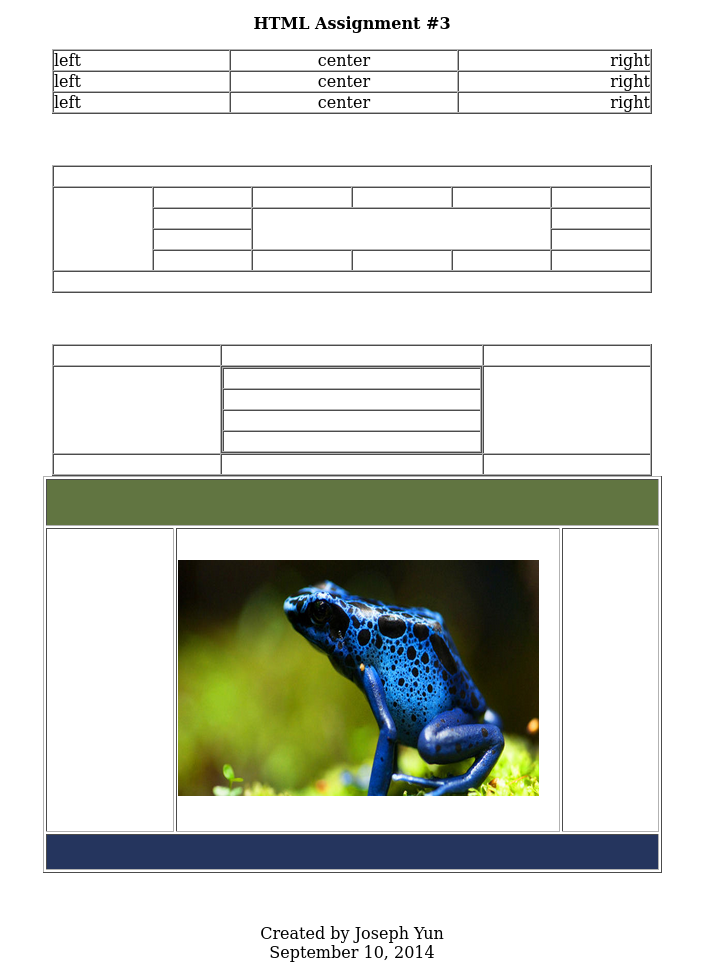 HTML Assignment #3
left center right
left center right
left center right
Created by Joseph Yun
September 10, 2014